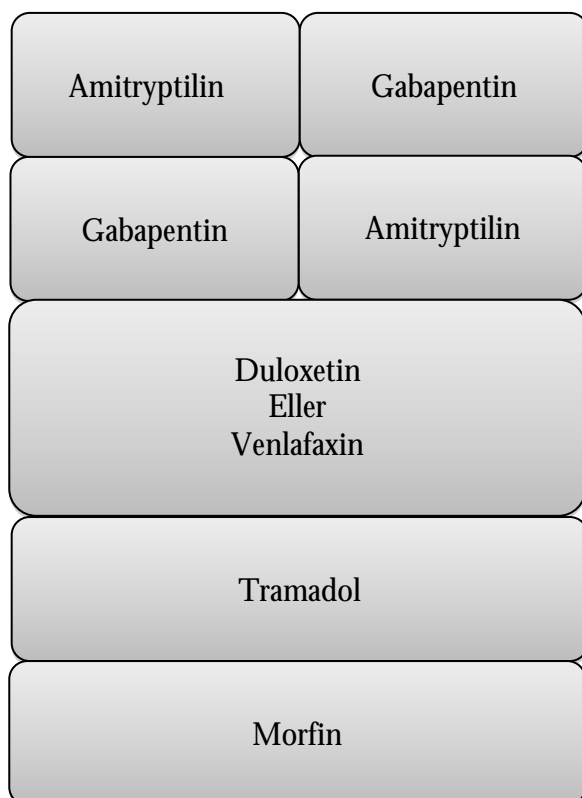 Amitryptilin
Gabapentin
Gabapentin
Amitryptilin
Duloxetin
Eller
Venlafaxin
Tramadol
Morfin